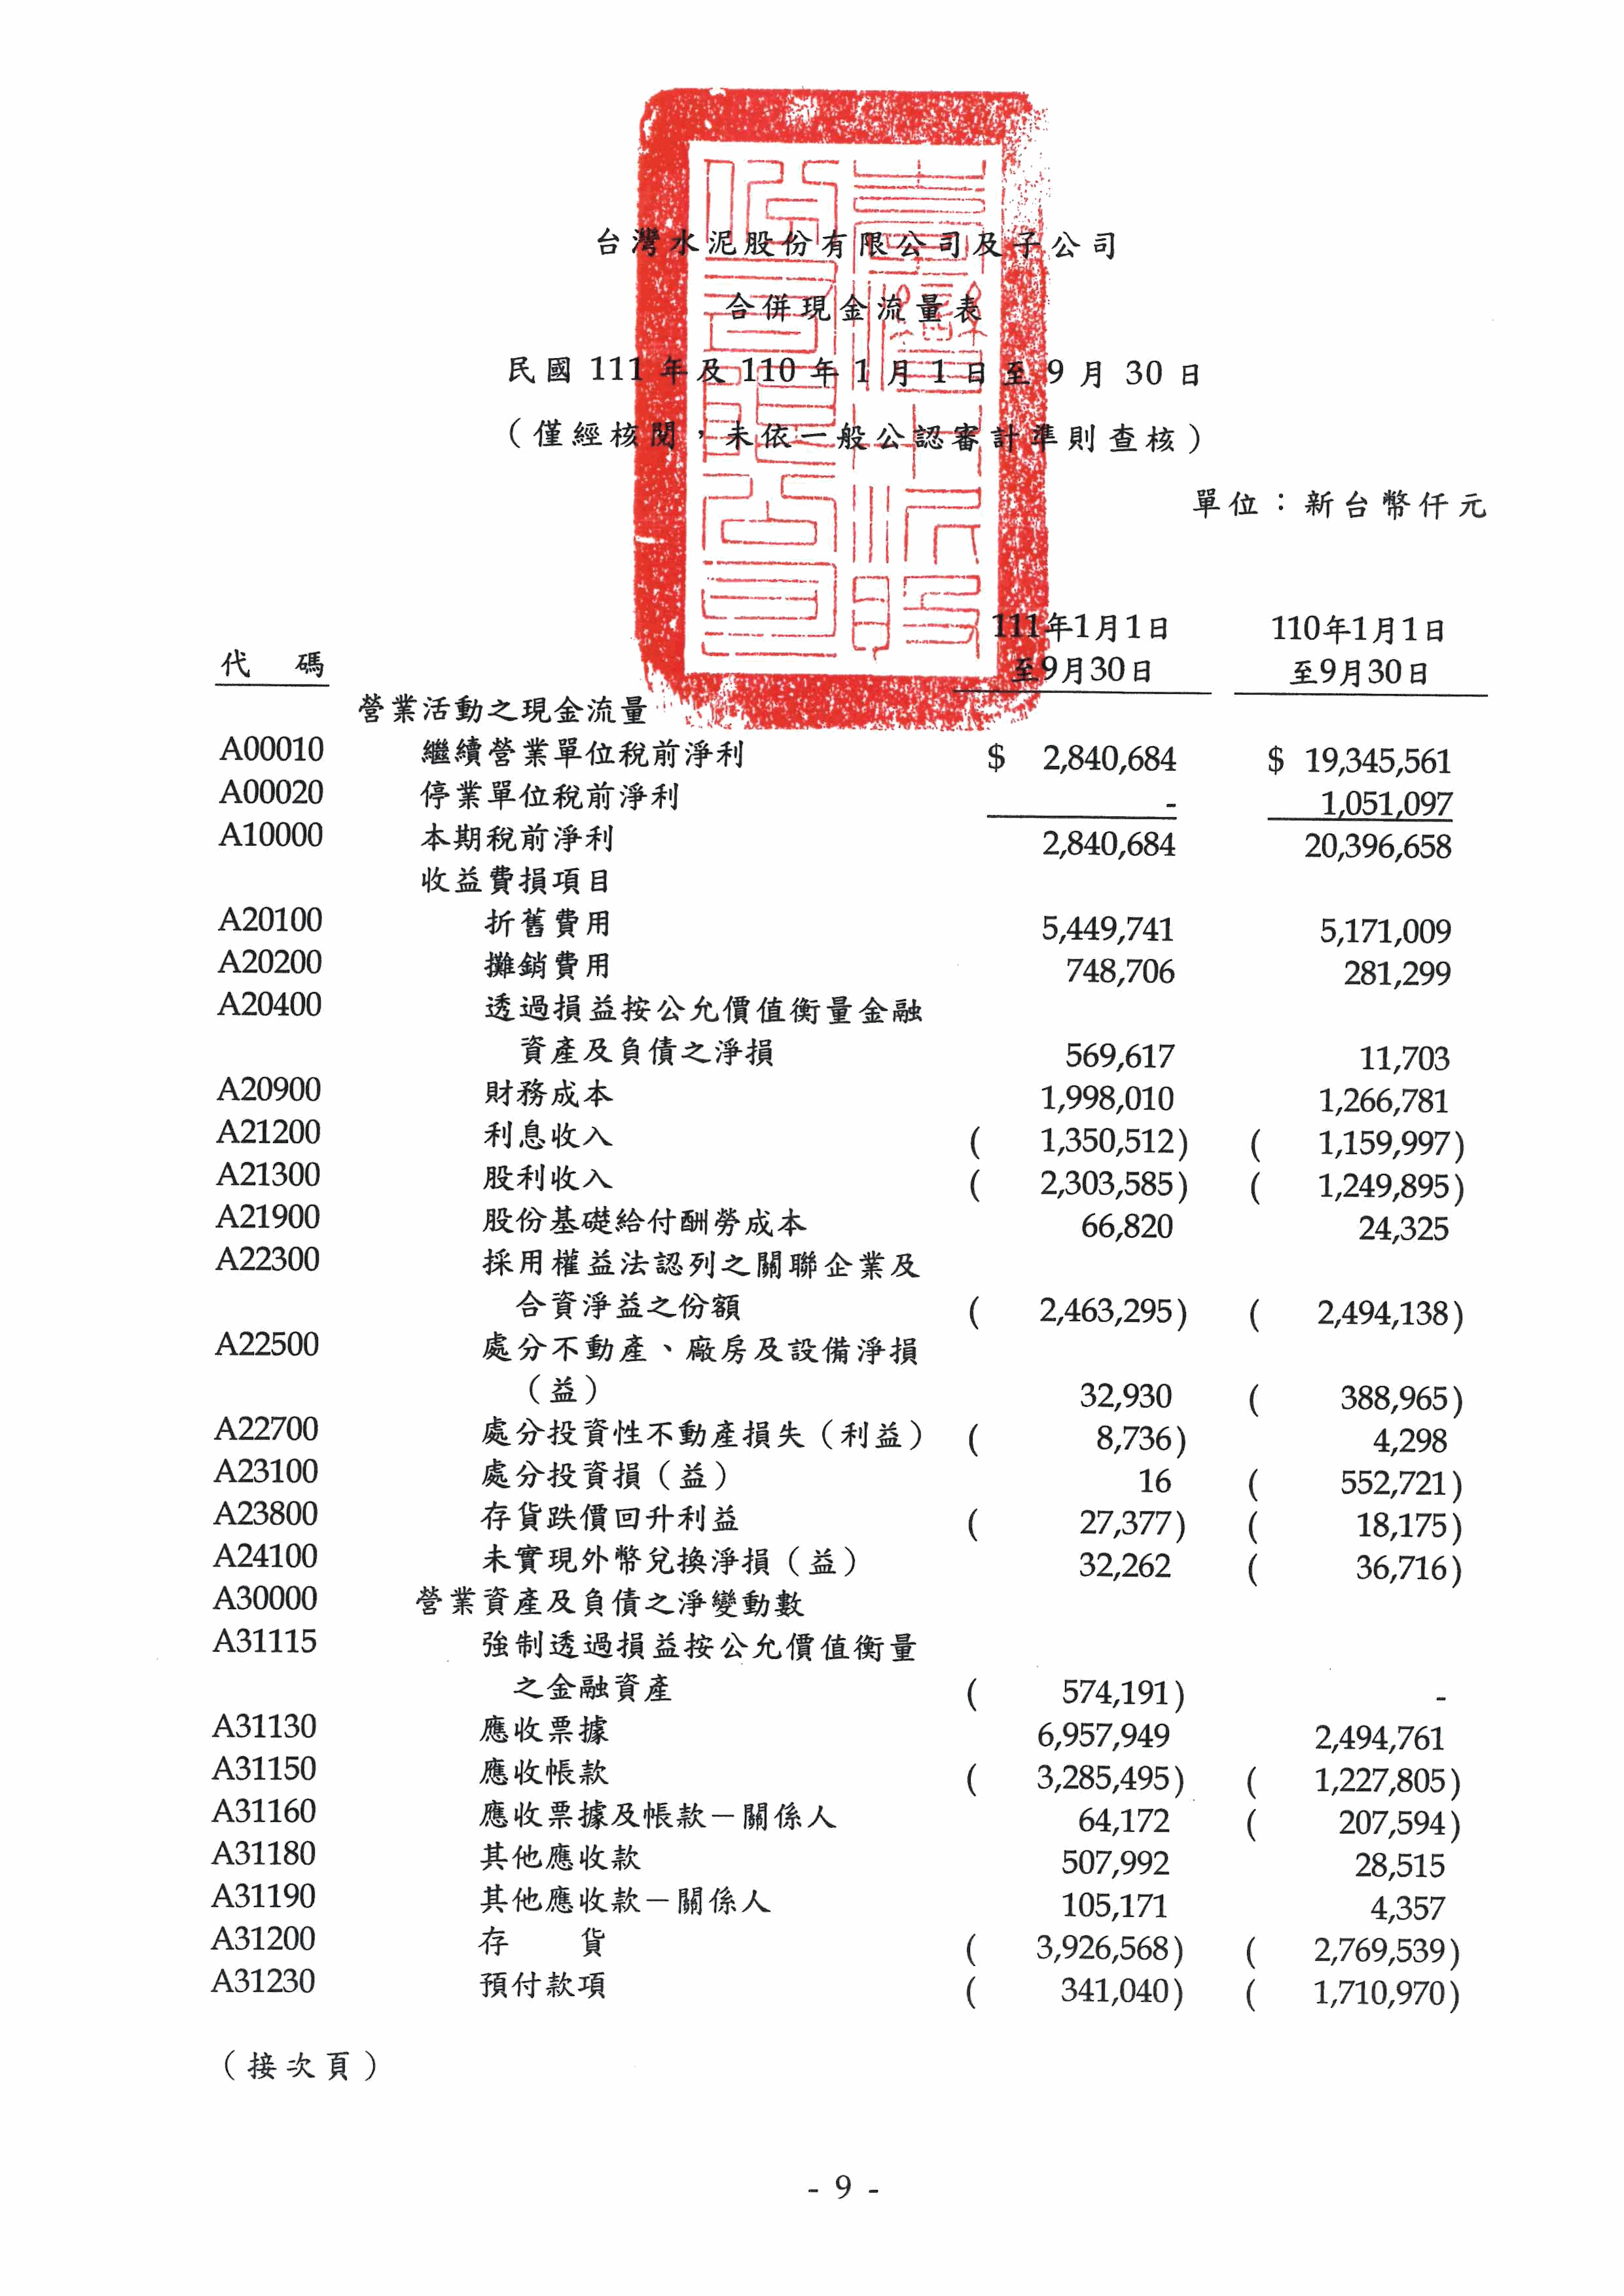 台灣水泥股份有限公司及子公司
合併現金流量表
民國 111 年及 110 年 1 月 1 日至 9 月 30 日
（僅經核閱，未依一般公認審計準則查核）
單位：新台幣仟元
代 碼 111年1月1日至9月30日 110年1月1日至9月30日
營業活動之現金流量
A00010 繼續營業單位稅前淨利 $ 2,840,684 $ 19,345,561
A00020 停業單位稅前淨利 - 1,051,097
A10000 本期稅前淨利 2,840,684 20,396,658
收益費損項目
A20100 折舊費用 5,449,741 5,171,009
A20200 攤銷費用 748,706 281,299
A20400 透過損益按公允價值衡量金融
資產及負債之淨損 569,617 11,703
A20900 財務成本 1,998,010 1,266,781
A21200 利息收入 ( 1,350,512) ( 1,159,997)
A21300 股利收入 ( 2,303,585) ( 1,249,895)
A21900 股份基礎給付酬勞成本 66,820 24,325
A22300 採用權益法認列之關聯企業及
合資淨益之份額 ( 2,463,295) ( 2,494,138)
A22500 處分不動產、廠房及設備淨損
（益） 32,930 ( 388,965)
A22700 處分投資性不動產損失（利益） ( 8,736) 4,298
A23100 處分投資損（益） 16 ( 552,721)
A23800 存貨跌價回升利益 ( 27,377) ( 18,175)
A24100 未實現外幣兌換淨損（益） 32,262 ( 36,716)
A30000 營業資產及負債之淨變動數
A31115 強制透過損益按公允價值衡量
之金融資產 ( 574,191) -
A31130 應收票據 6,957,949 2,494,761
A31150 應收帳款 ( 3,285,495) ( 1,227,805)
A31160 應收票據及帳款－關係人 64,172 ( 207,594)
A31180 其他應收款 507,992 28,515
A31190 其他應收款－關係人 105,171 4,357
A31200 存 貨 ( 3,926,568) ( 2,769,539)
A31230 預付款項 ( 341,040) ( 1,710,970)
（接次頁）
- 9 -